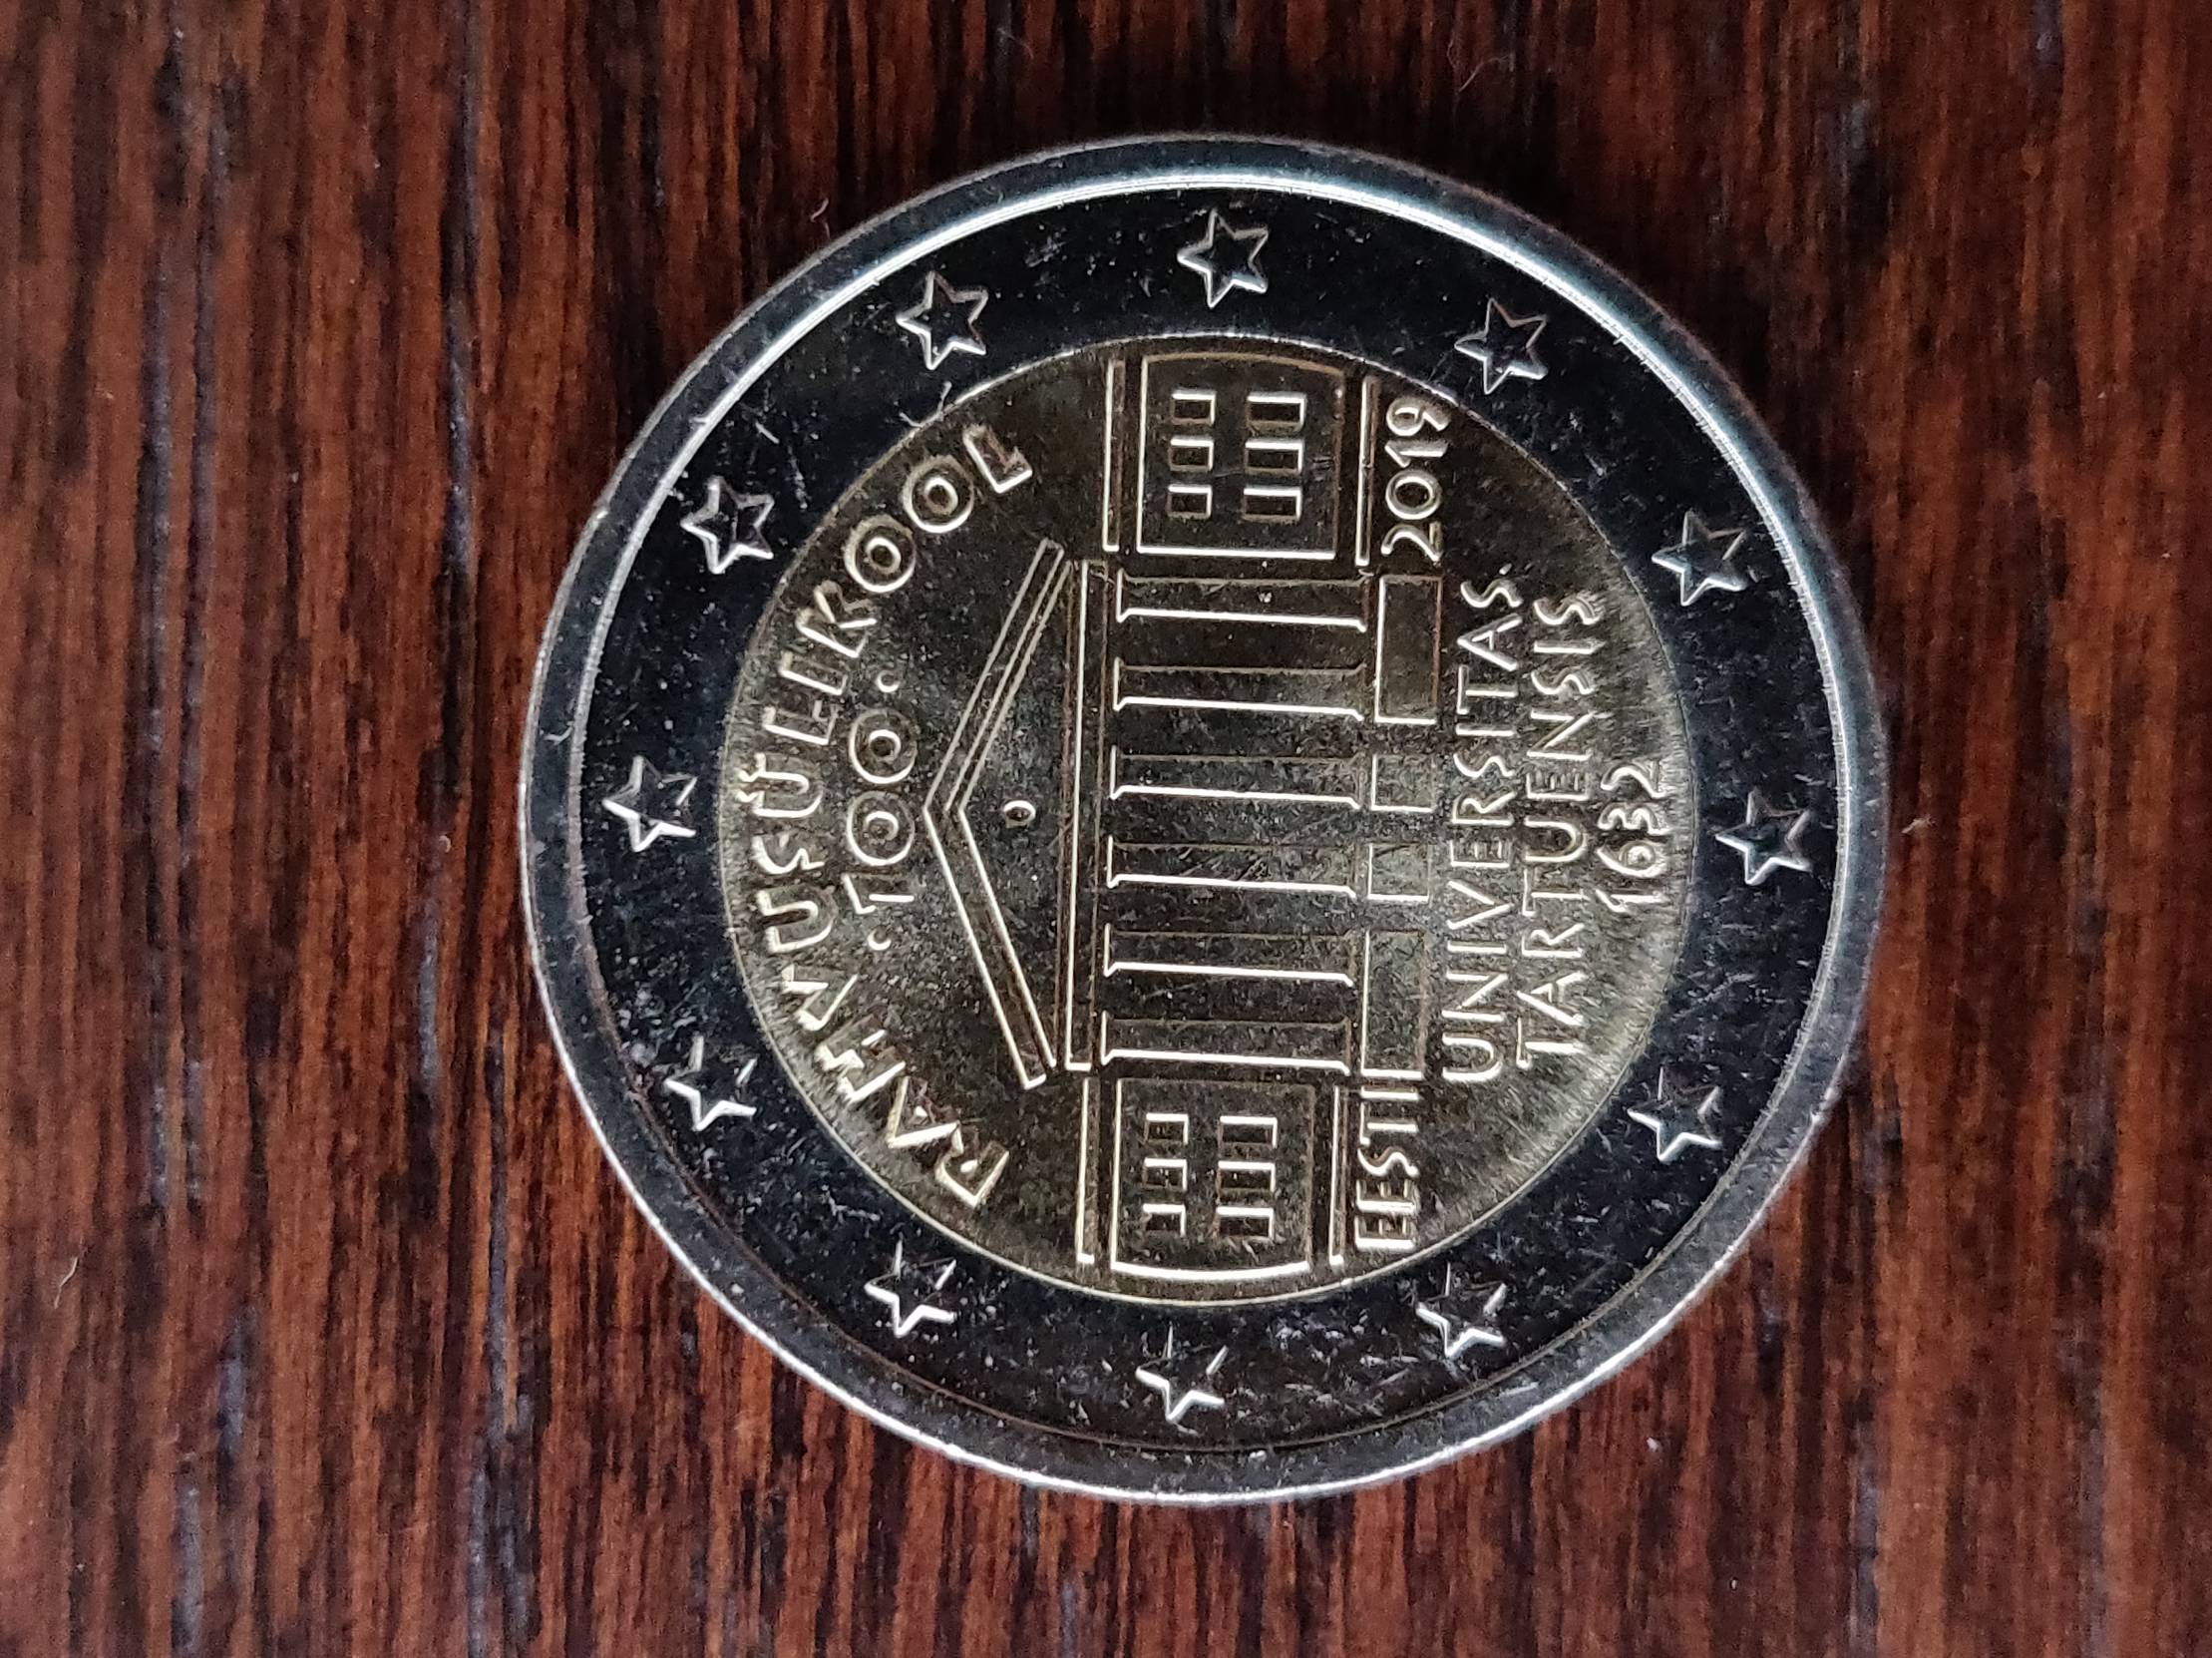 RAHVUSÜLIKOOL
·100·
EESTI 2019
UNIVERSITAS
TARTUENSIS
1632